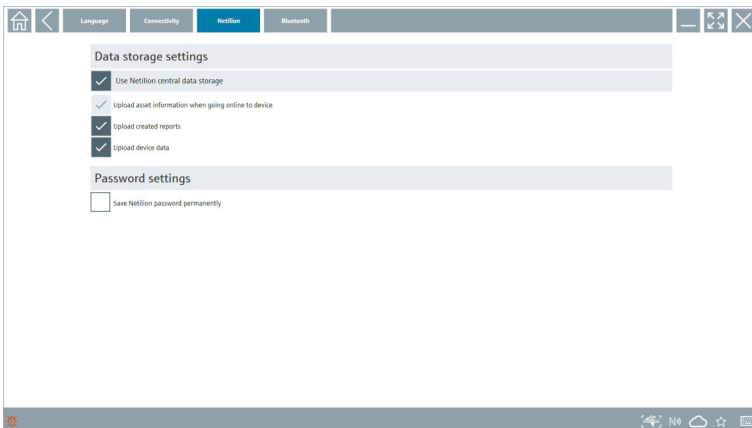 Language
Connectivity
Netilion
Bluetooth
Data storage settings
Use Netilion central data storage
Upload asset information when going online to device
Upload created reports
Upload device data
Password settings
Save Netilion password permanently